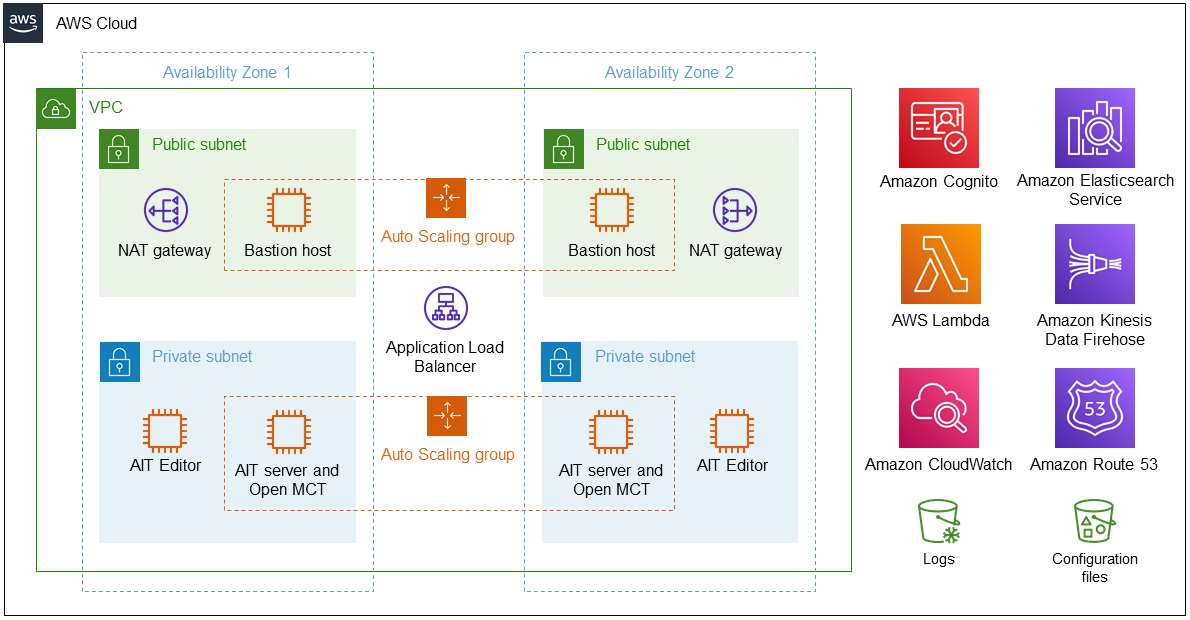 aws
AWS Cloud
Availability Zone 1
Availability Zone 2
VPC
Public subnet
Public subnet
NAT gateway
Bastion host
Auto Scaling group
Bastion host
NAT gateway
Application Load
Balancer
Private subnet
Private subnet
AIT Editor
AIT server and
Open MCT
Auto Scaling group
AIT server and
Open MCT
AIT Editor
Amazon Cognito
Amazon Elasticsearch
Service
AWS Lambda
Amazon Kinesis
Data Firehose
Amazon CloudWatch
53
Amazon Route 53
Logs
Configuration
files